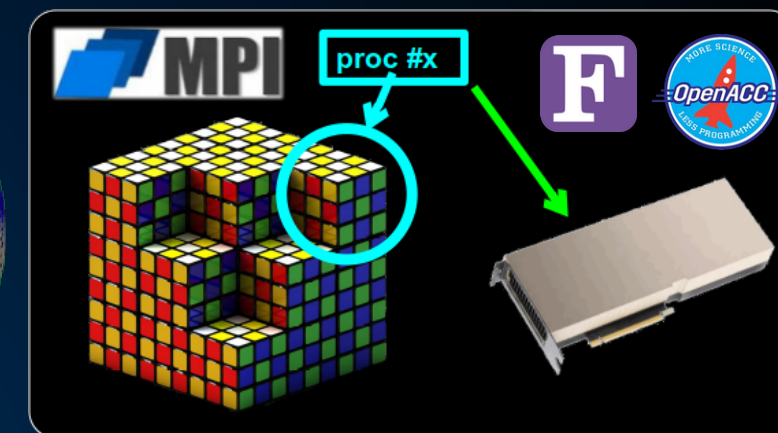 MPI
proc #x
F
MORE SCIENCE
OpenACC
LESS PROGRAMMING